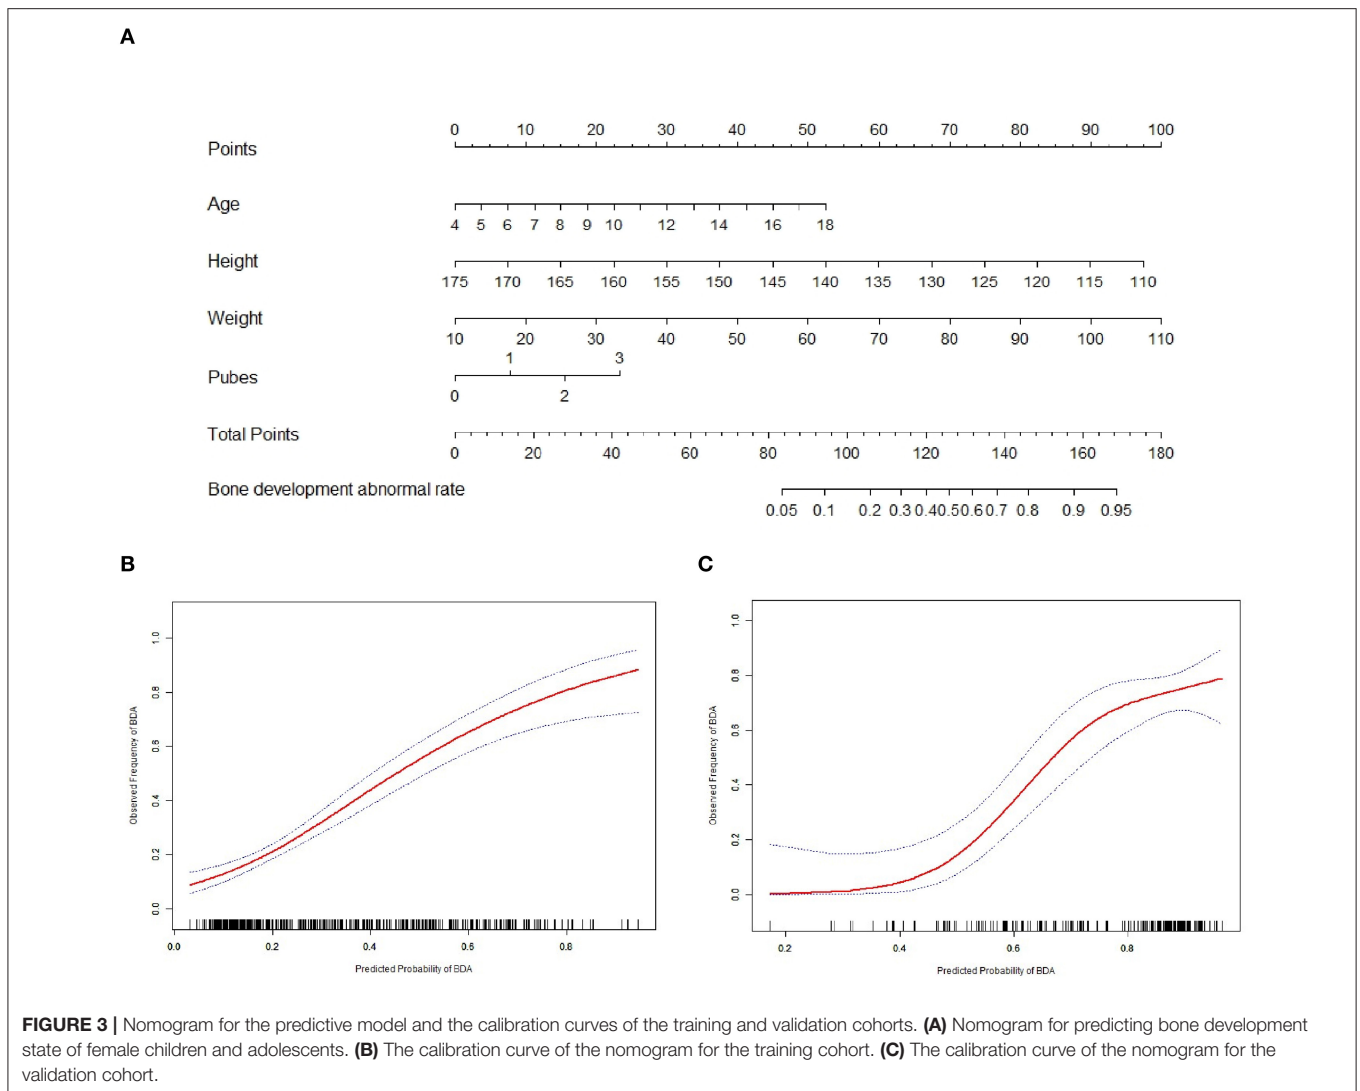 A
0 10 20 30 40 50 60 70 80 90 100
Points
Age
4 5 6 7 8 9 10 12 14 16 18
Height
175 170 165 160 155 150 145 140 135 130 125 120 115 110
Weight
10 20 30 40 50 60 70 80 90 100 110
1 3
Pubes
0 2
Total Points
0 20 40 60 80 100 120 140 160 180
Bone development abnormal rate
0.05 0.1 0.2 0.3 0.4 0.5 0.6 0.7 0.8 0.9 0.95
B
1.0
0.8
0.6
0.4
0.2
0.0
Observed Frequency of BDA
0.0 0.2 0.4 0.6 0.8
Predicted Probability of BDA
C
1.0
0.8
0.6
0.4
0.2
0.0
Observed Frequency of BDA
0.2 0.4 0.6 0.8
Predicted Probability of BDA
FIGURE 3 | Nomogram for the predictive model and the calibration curves of the training and validation cohorts. (A) Nomogram for predicting bone development
state of female children and adolescents. (B) The calibration curve of the nomogram for the training cohort. (C) The calibration curve of the nomogram for the
validation cohort.